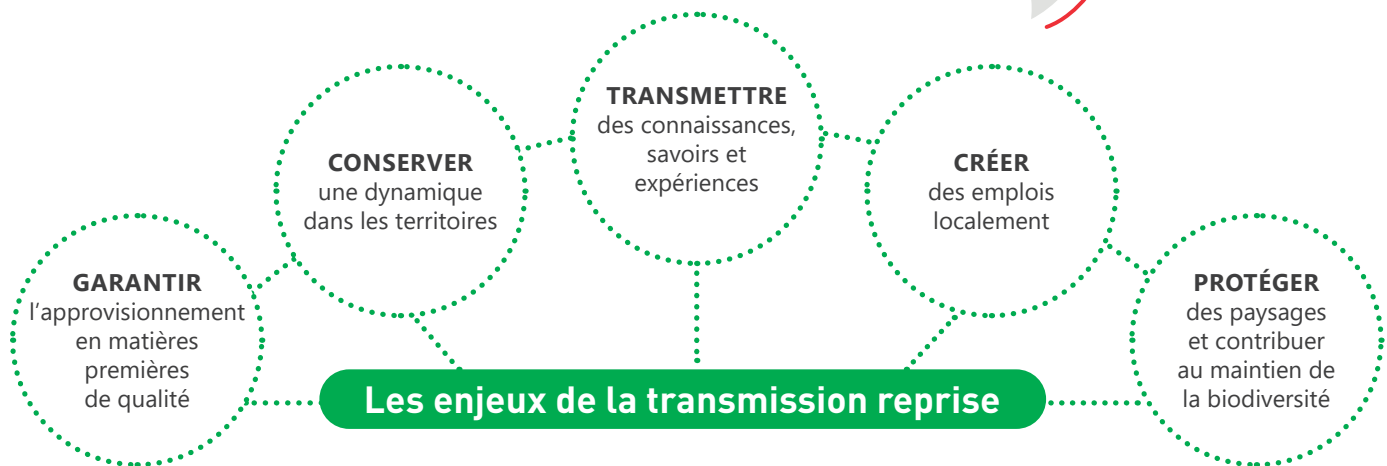 GARANTIR
l'approvisionnement
en matières
premières
de qualité
CONSERVER
une dynamique
dans les territoires
TRANSMETTRE
des connaissances,
savoirs et
expériences
CRÉER
des emplois
localement
PROTÉGER
des paysages
et contribuer
au maintien de
la biodiversité
Les enjeux de la transmission reprise